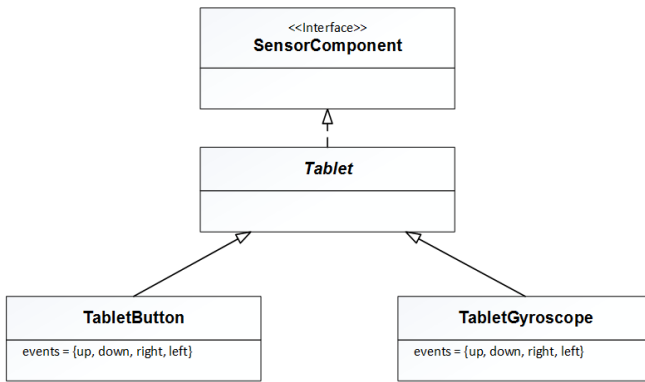 <<Interface>>
SensorComponent
Tablet
TabletButton
events = {up, down, right, left}
TabletGyroscope
events = {up, down, right, left}